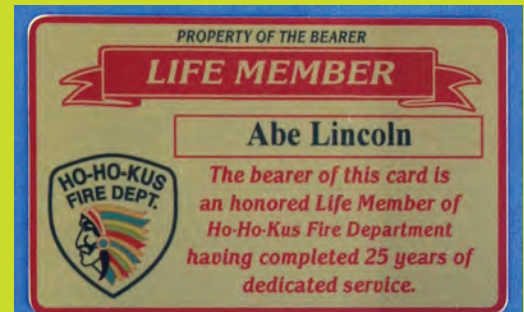 PROPERTY OF THE BEARER
LIFE MEMBER
Abe Lincoln
HO-HO-KUS
FIRE DEPT.
The bearer of this card is
an honored Life Member of
Ho-Ho-Kus Fire Department
having completed 25 years of
dedicated service.